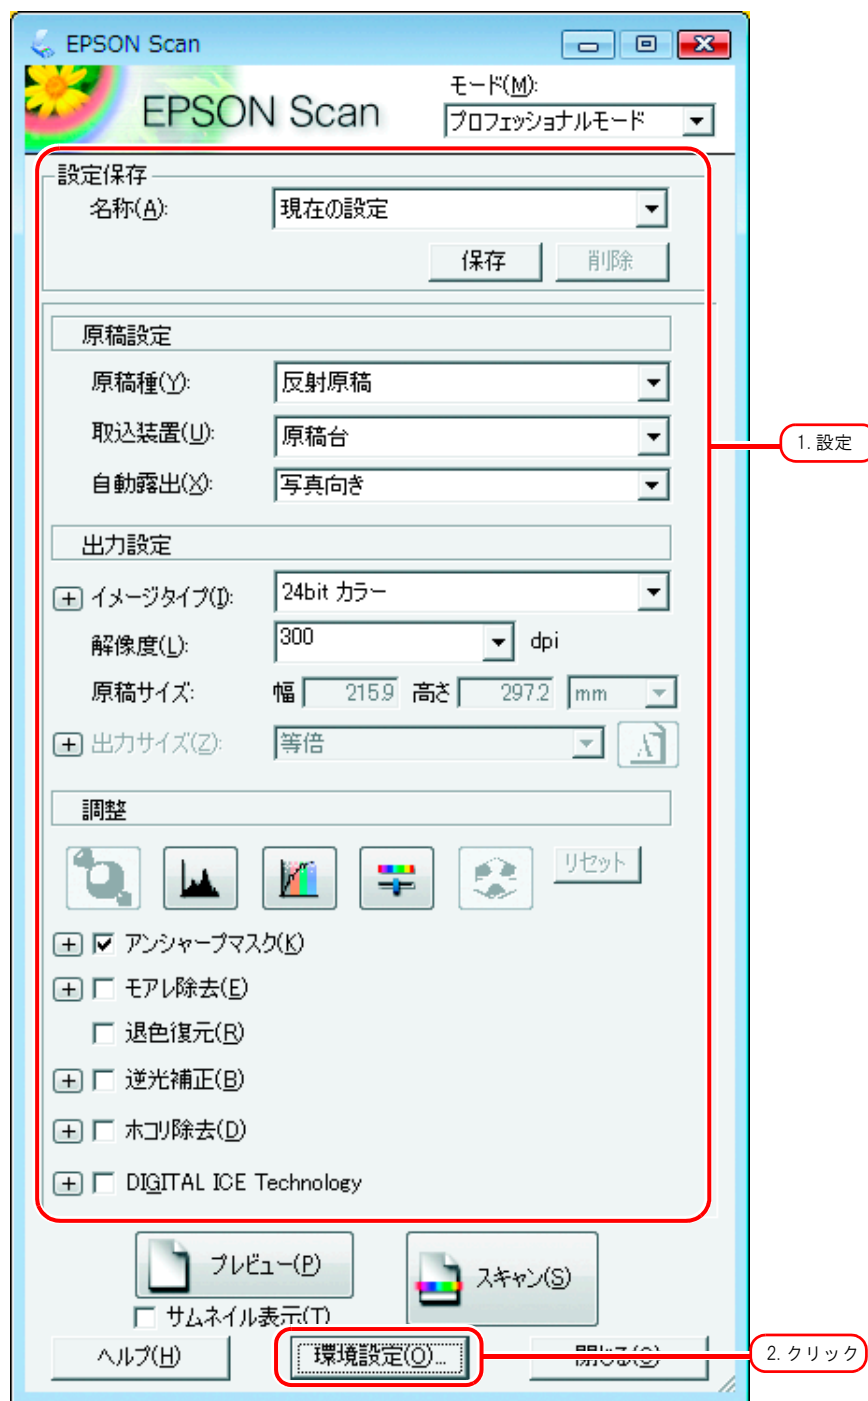 EPSON Scan
EPSON Scan
モード(M):
プロフェッショナルモード
設定保存
名称(A):
現在の設定
保存
削除
原稿設定
原稿種(Y):
反射原稿
取込装置(U):
原稿台
1.設定
自動露出(X):
写真向き
出力設定
イメージタイプ(I):
24bit カラー
解像度(L):
300
dpi
原稿サイズ:
幅
215.9
高さ
297.2
mm
出力サイズ(Z):
等倍
A
調整
リセット
アンシャープマスク(K)
モアレ除去(E)
退色復元(R)
逆光補正(B)
ホコリ除去(D)
DIGITAL ICE Technology
プレビュー(P)
スキャン(S)
サムネイル表示(T)
ヘルプ(H)
環境設定(O)...
閉じる(C)
2.クリック